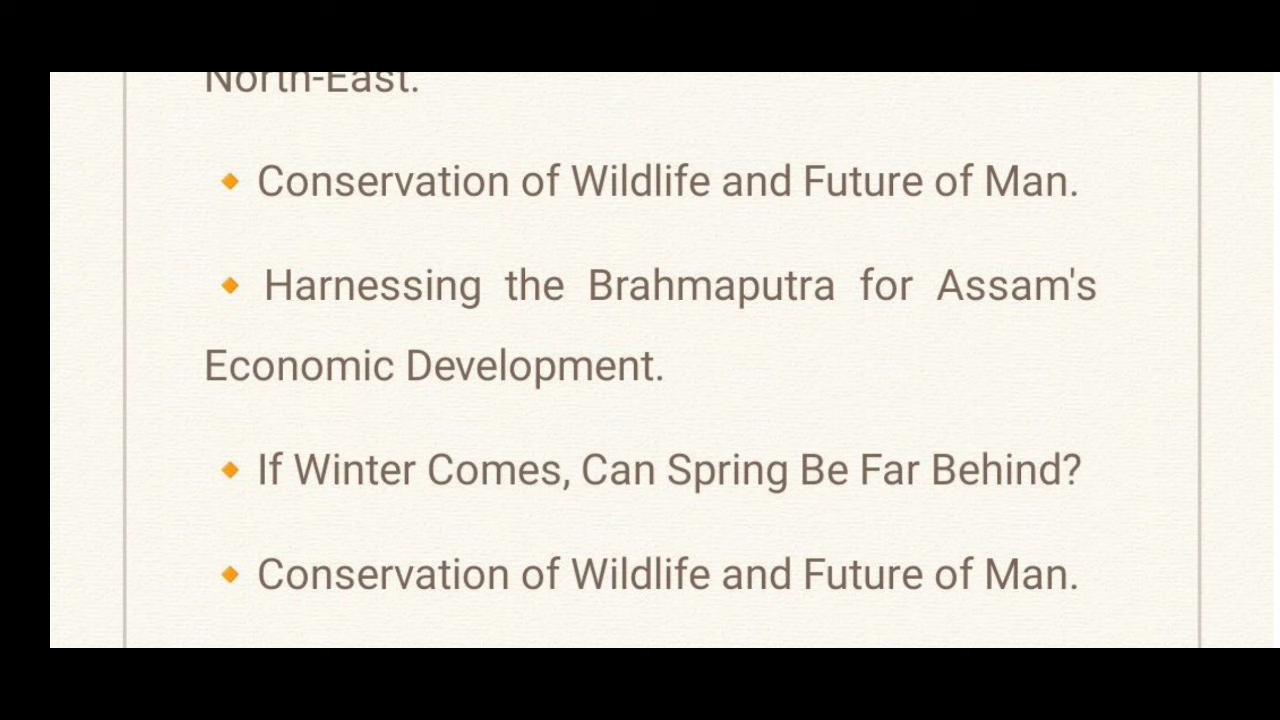 North-East.
🔸 Conservation of Wildlife and Future of Man.
🔸 Harnessing the Brahmaputra for Assam's
Economic Development.
🔸 If Winter Comes, Can Spring Be Far Behind?
🔸 Conservation of Wildlife and Future of Man.